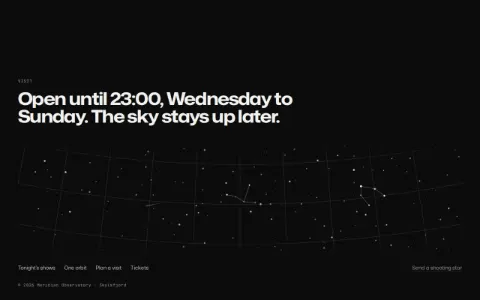 VISIT
Open until 23:00, Wednesday to
Sunday. The sky stays up later.
Tonight's shows One orbit Plan a visit Tickets
Send a shooting star
© 2026 Meridian Observatory · Skyldfjord